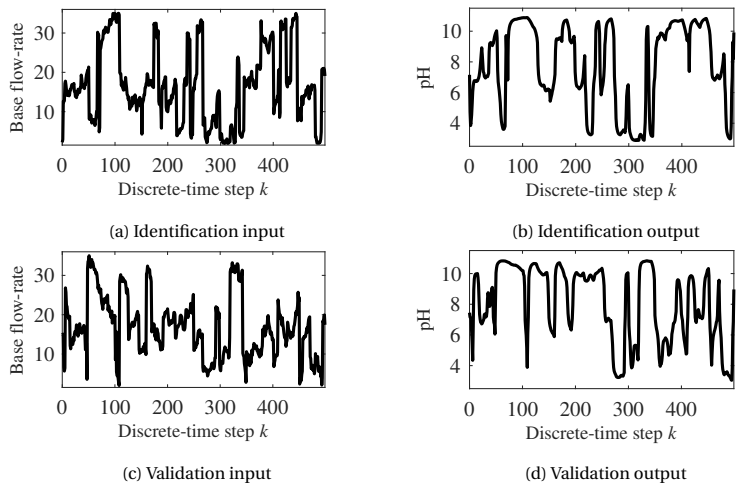 Base flow-rate
30
20
10
0 100 200 300 400
Discrete-time step k
(a) Identification input
pH
10
8
6
4
0 100 200 300 400
Discrete-time step k
(b) Identification output
Base flow-rate
30
20
10
0 100 200 300 400
Discrete-time step k
(c) Validation input
pH
10
8
6
4
0 100 200 300 400
Discrete-time step k
(d) Validation output